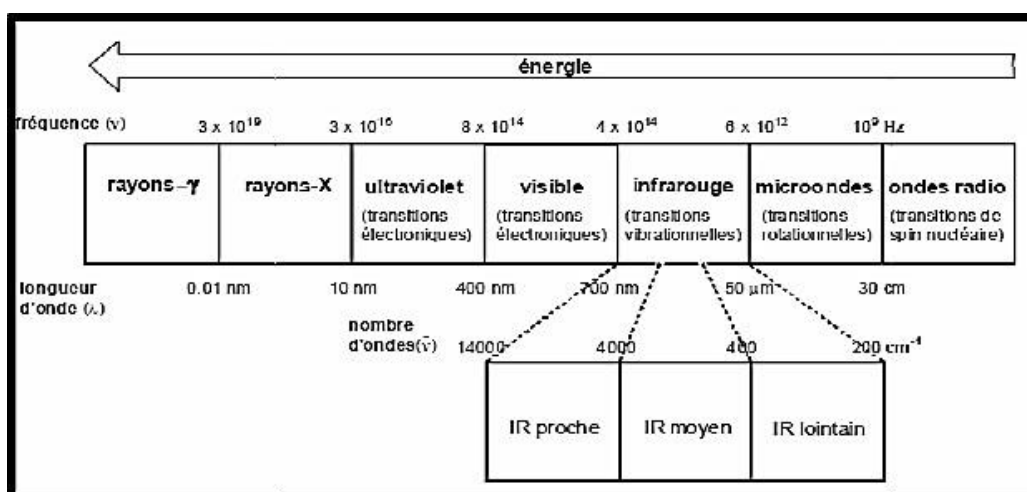 énergie
fréquence (ν) 3 x 10¹⁹ 3 x 10¹⁶ 8 x 10¹⁴ 4 x 10¹⁴ 6 x 10¹² 10⁹ Hz
rayons-γ rayons-X ultraviolet visible infrarouge microondes ondes radio
(transitions (transitions (transitions (transitions (transitions de
électroniques) électroniques) vibrationnelles) rotationnelles) spin nucléaire)
longueur 0.01 nm 10 nm 400 nm 700 nm 50 μm 30 cm
d'onde (λ)
nombre
d'ondes(ν̄) 14000 4000 400 200 cm⁻¹
IR proche IR moyen IR lointain